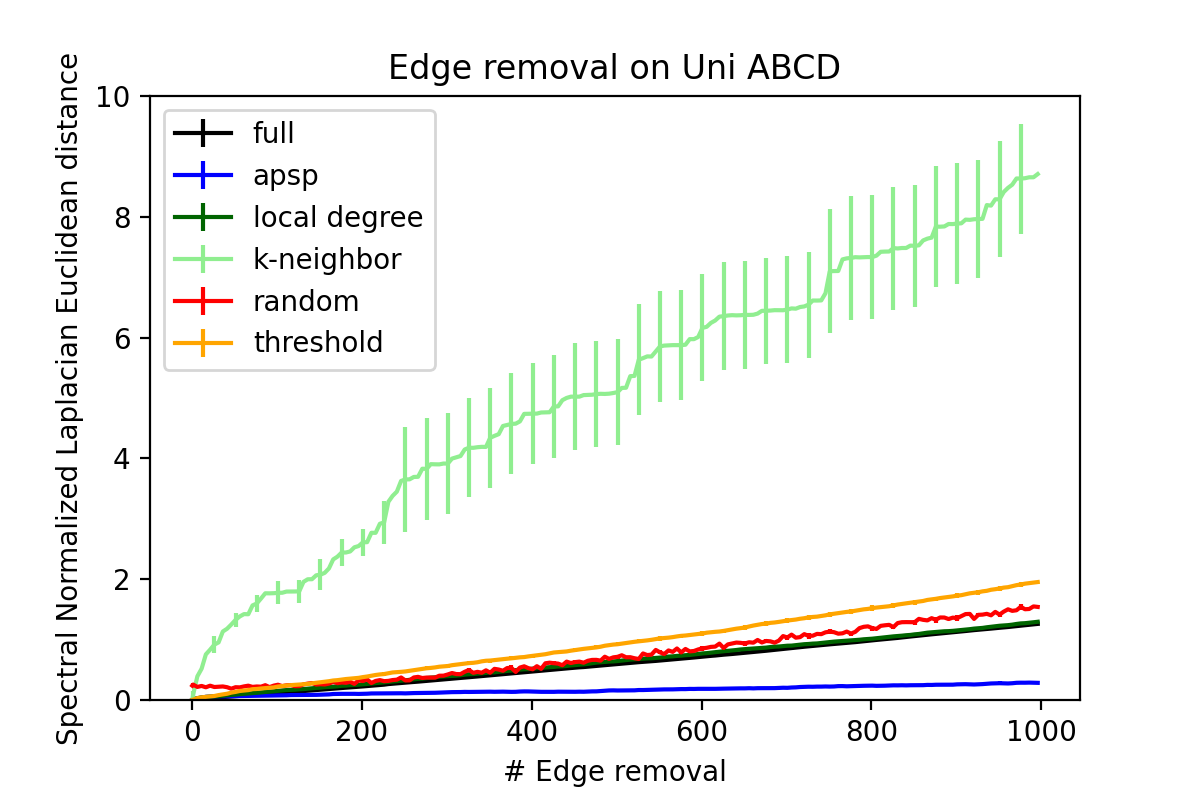 Edge removal on Uni ABCD
Spectral Normalized Laplacian Euclidean distance
10
8
6
4
2
0
full
apsp
local degree
k-neighbor
random
threshold
0 200 400 600 800 1000
# Edge removal